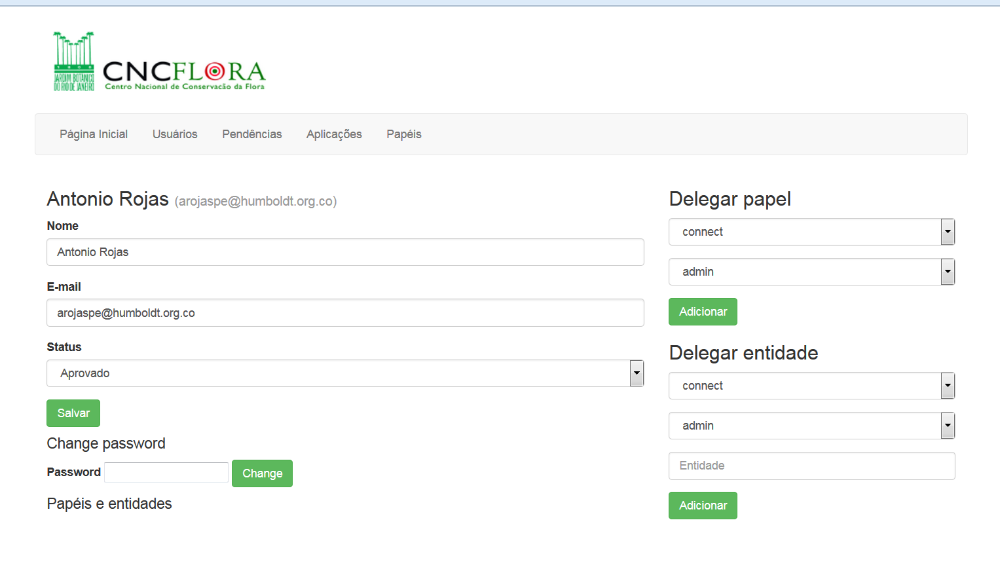 JARDIM BOTÂNICO
DO RIO DE JANEIRO
CNCFLORA
Centro Nacional de Conservacão da Flora
Página Inicial Usuários Pendências Aplicações Papéis
Antonio Rojas (arojaspe@humboldt.org.co)
Nome
Antonio Rojas
E-mail
arojaspe@humboldt.org.co
Status
Aprovado
Salvar
Change password
Password Change
Papéis e entidades
Delegar papel
connect
admin
Adicionar
Delegar entidade
connect
admin
Entidade
Adicionar